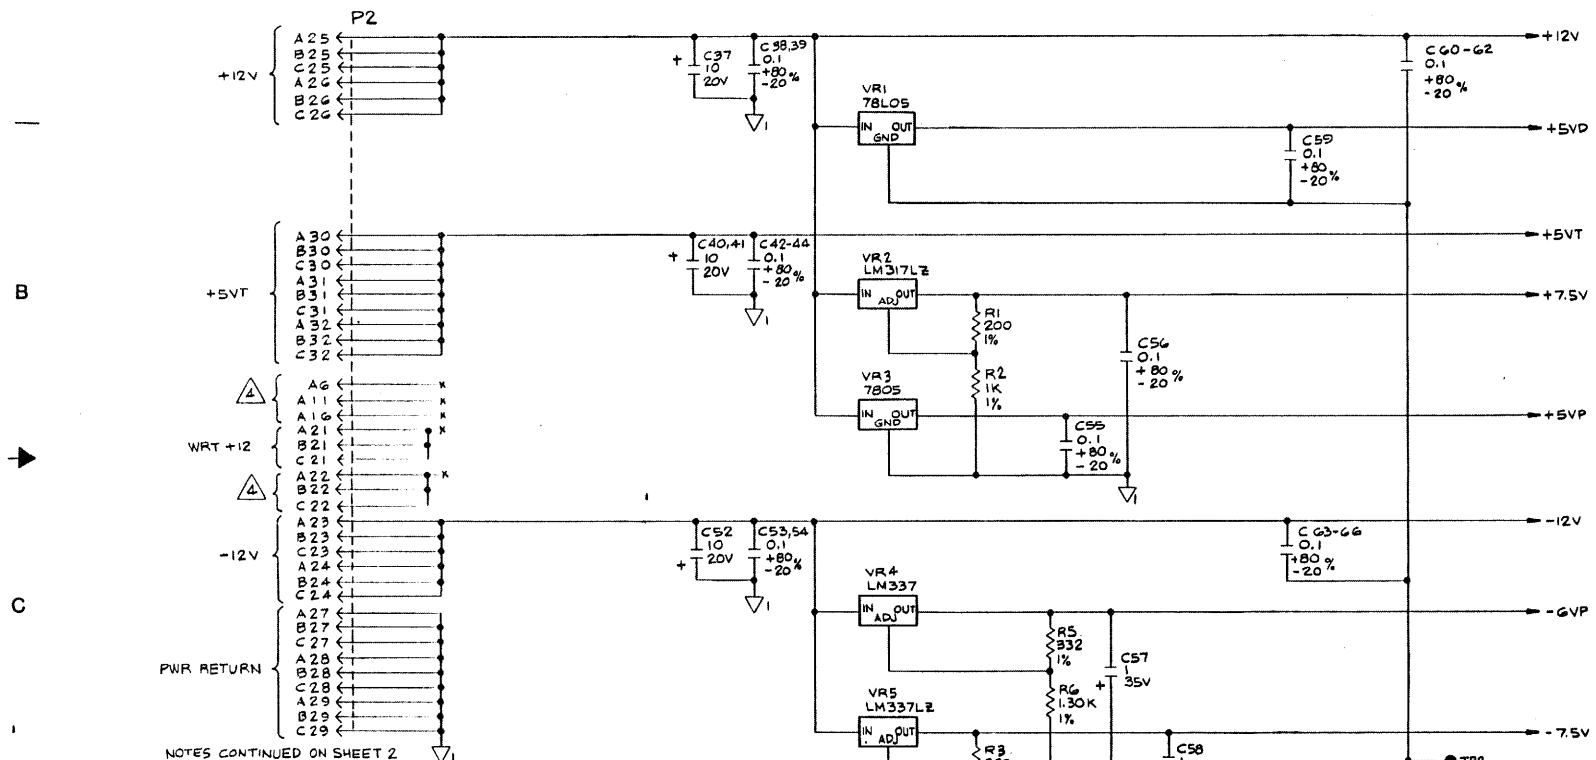 P2
+12V
A25
B25
C25
A26
B26
C26
+
C37
10
20V
C38,39
0.1
+80
-20%
1
C60-62
0.1
+80
-20%
+12V
VR1
78L05
IN OUT
GND
C59
0.1
+80
-20%
+5VD
B
+5VT
A30
B30
C30
A31
B31
C31
A32
B32
C32
+
C40,41
10
20V
C42-44
0.1
+80%
-20%
1
+5VT
VR2
LM317LZ
IN OUT
ADJ
R1
200
1%
R2
1K
1%
C56
0.1
+80
-20%
+7.5V
VR3
7805
IN OUT
GND
C55
0.1
+80%
-20
1
+5VP
4
A6 x
A11 x
A16 x
WRT +12
A21 x
B21
C21
4
A22 x
B22
C22
-12V
A23
B23
C23
A24
B24
C24
+
C52
10
20V
C53,54
0.1
+80
-20%
1
C63-66
0.1
+80
-20%
-12V
C
VR4
LM337
IN OUT
ADJ
R5
332
1%
R6
1.30K
1%
+
C57
1
35V
-6VP
PWR RETURN
A27
B27
C27
A28
B28
C28
A29
B29
C29
1
VR5
LM337LZ
IN OUT
ADJ
R3
C58
-7.5V
NOTES CONTINUED ON SHEET 2